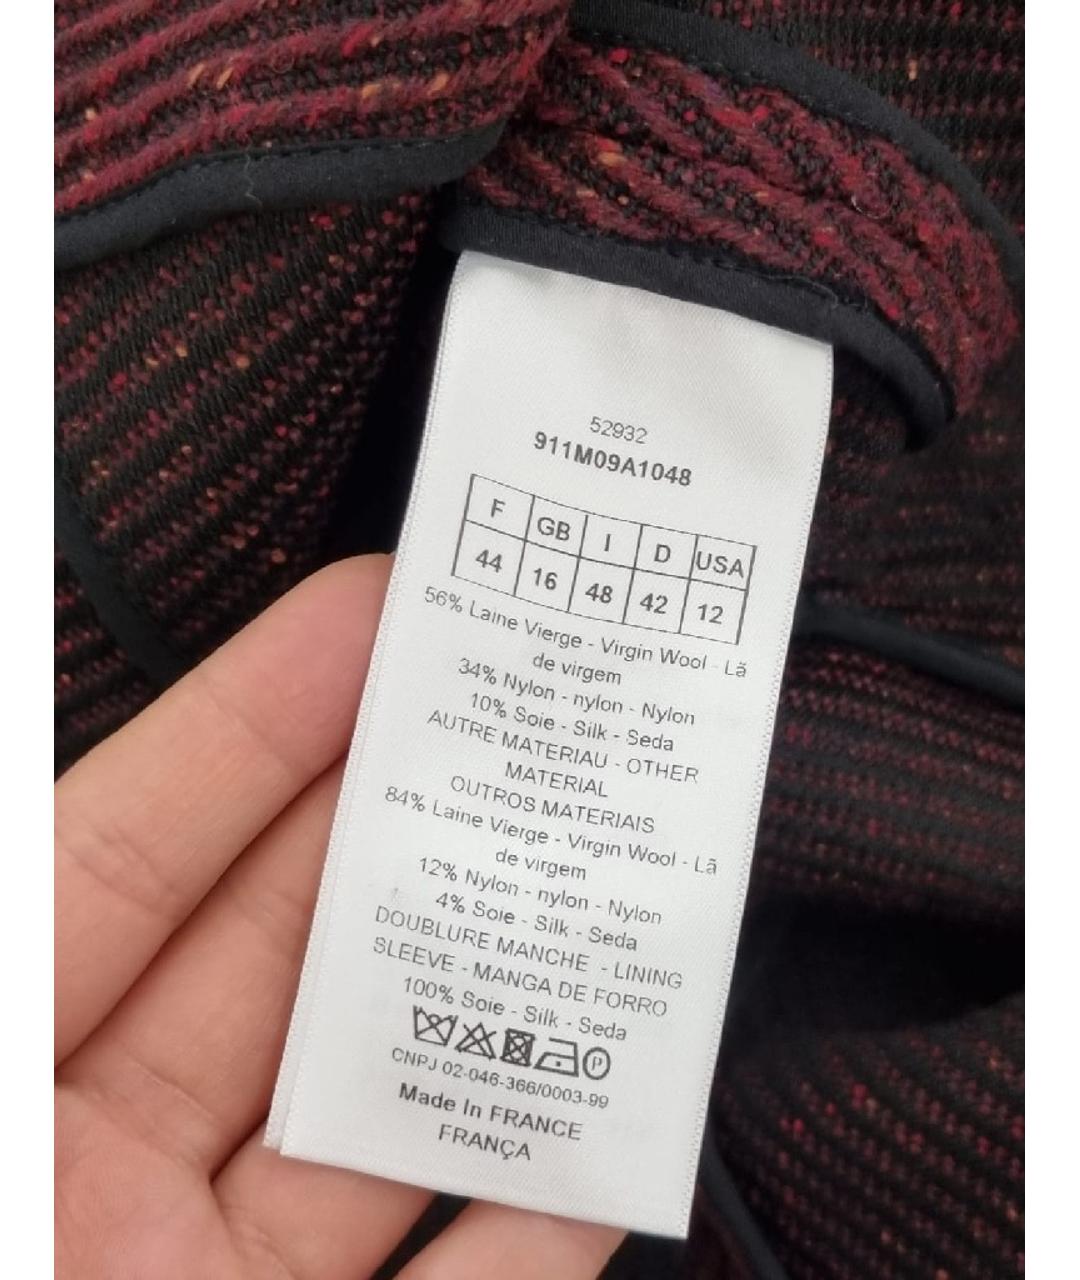 52932
911M09A1048
F GB I D USA
44 16 48 42 12
56% Laine Vierge - Virgin Wool - Lã
de virgem
34% Nylon - nylon - Nylon
10% Soie - Silk - Seda
AUTRE MATERIAU - OTHER
MATERIAL
OUTROS MATERIAIS
84% Laine Vierge - Virgin Wool - Lã
de virgem
12% Nylon - nylon - Nylon
4% Soie - Silk - Seda
DOUBLURE MANCHE - LINING
SLEEVE - MANGA DE FORRO
100% Soie - Silk - Seda
P
CNPJ 02-046-366/0003-99
Made In FRANCE
FRANÇA